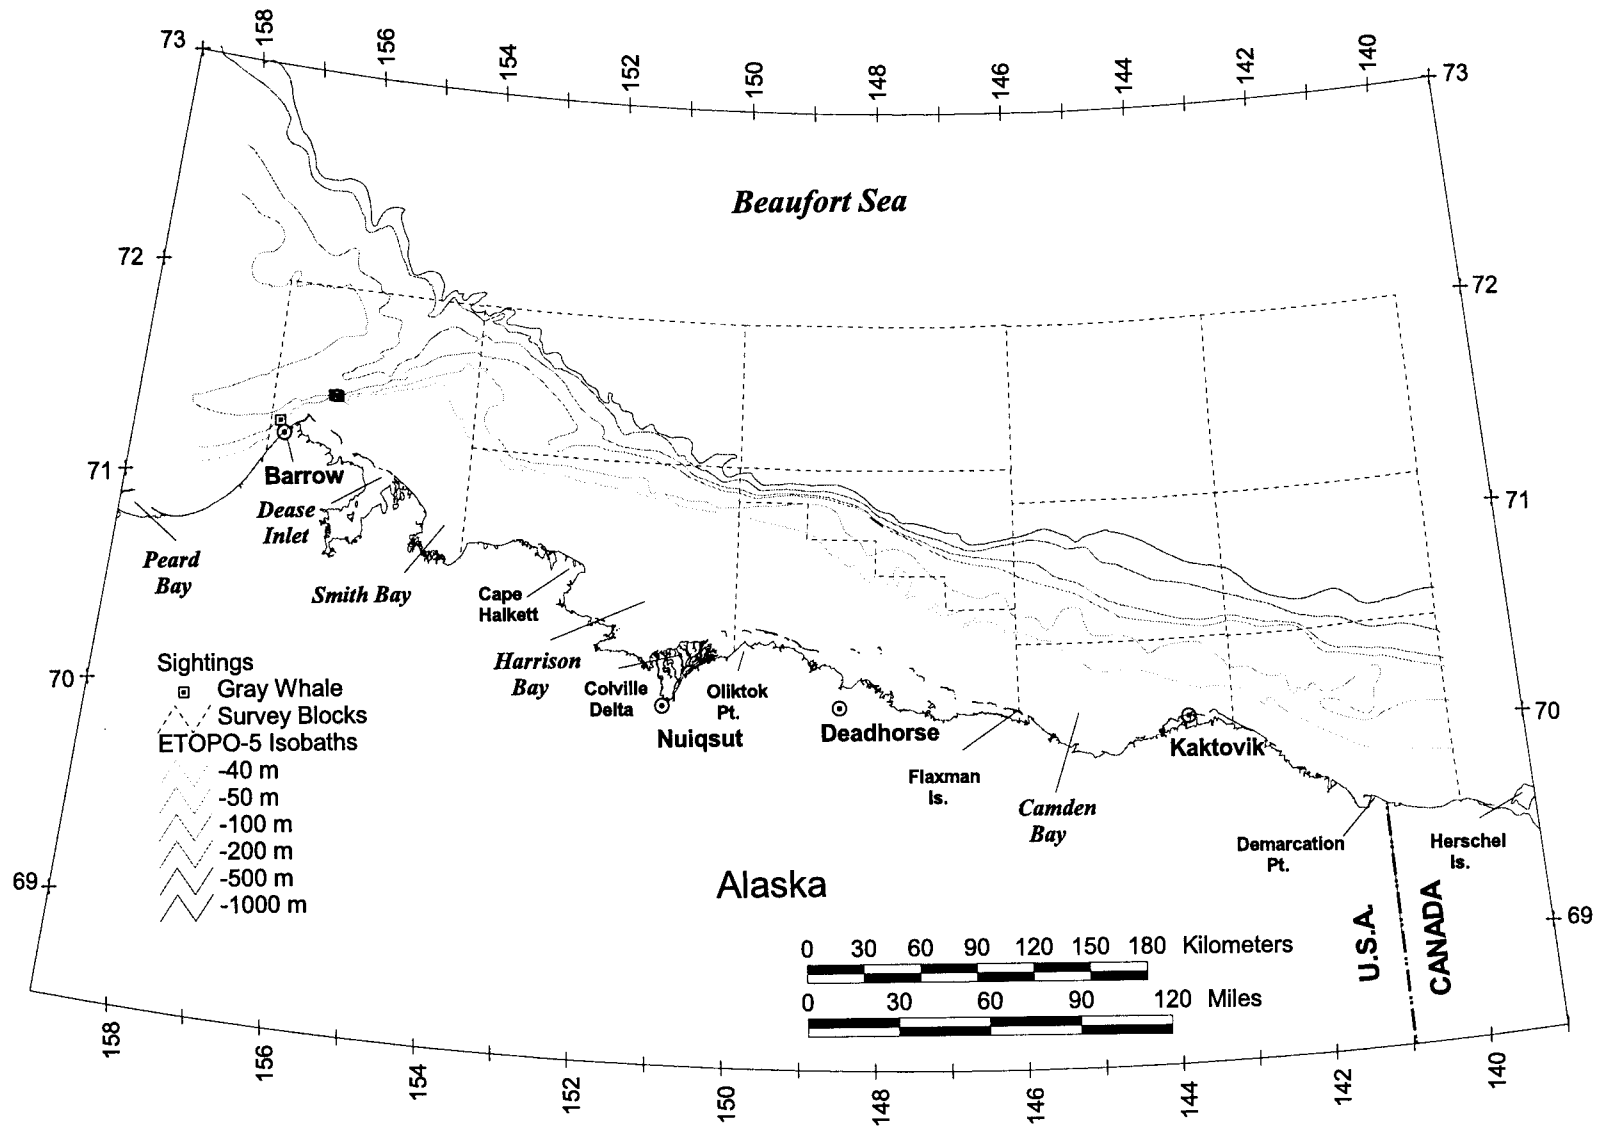 158
156
154
152
150
148
146
144
142
140
73
73
Beaufort Sea
72
72
71
71
Barrow
Dease
Inlet
Peard
Bay
Smith Bay
Cape
Halkett
Harrison
Bay
Colville
Delta
Oliktok
Pt.
Nuiqsut
Deadhorse
Flaxman
Is.
Camden
Bay
Kaktovik
Demarcation
Pt.
Herschel
Is.
70
70
Sightings
Gray Whale
Survey Blocks
ETOPO-5 Isobaths
-40 m
-50 m
-100 m
-200 m
-500 m
-1000 m
69
69
Alaska
U.S.A.
CANADA
0 30 60 90 120 150 180 Kilometers
0 30 60 90 120 Miles
158
156
154
152
150
148
146
144
142
140